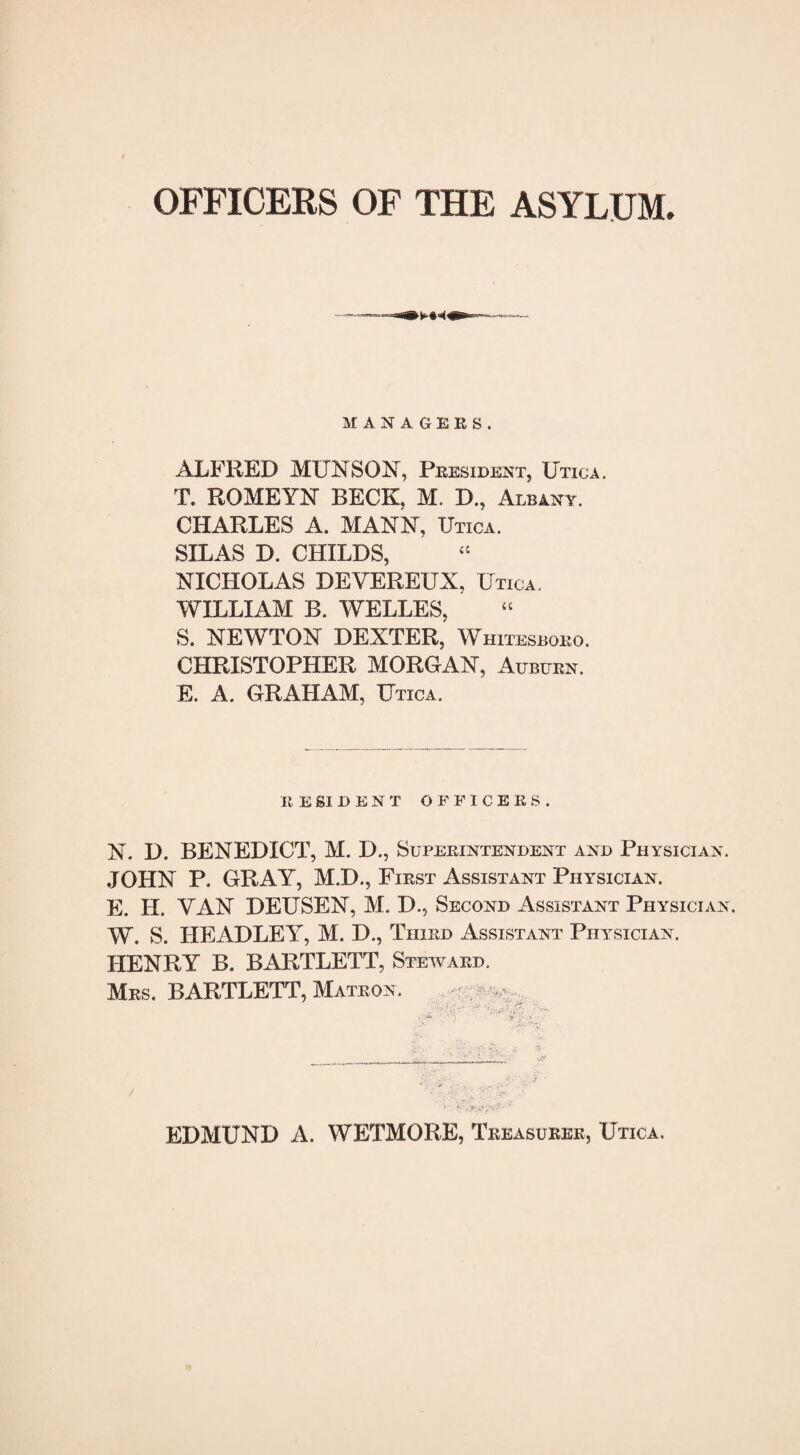 OFFICERS OF THE ASYLUM.
MANAGERS.
ALFRED MUNSON, President, Utica.
T. ROMEYN BECK, M. D., Albany.
CHARLES A. MANN, Utica.
SILAS D. CHILDS, “
NICHOLAS DEVEREUX, Utica.
WILLIAM B. WELLES, “
S. NEWTON DEXTER, Whitesboro.
CHRISTOPHER MORGAN, Auburn.
E. A. GRAHAM, Utica.
RESIDENT OFFICERS.
N. D. BENEDICT, M. D., Superintendent and Physician.
JOHN P. GRAY, M.D., First Assistant Physician.
E. H. VAN DEUSEN, M. D., Second Assistant Physician.
W. S. HEADLEY, M. D., Third Assistant Physician.
HENRY B. BARTLETT, Steward.
Mrs. BARTLETT, Matron.
EDMUND A. WETMORE, Treasurer, Utica.